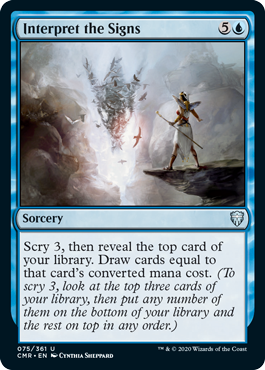 Interpret the Signs 5
Sorcery
Scry 3, then reveal the top card of
your library. Draw cards equal to
that card's converted mana cost. (To
scry 3, look at the top three cards of
your library, then put any number of
them on the bottom of your library and
the rest on top in any order.)
075/361 U
CMR • EN Cynthia Sheppard
™ & © 2020 Wizards of the Coast